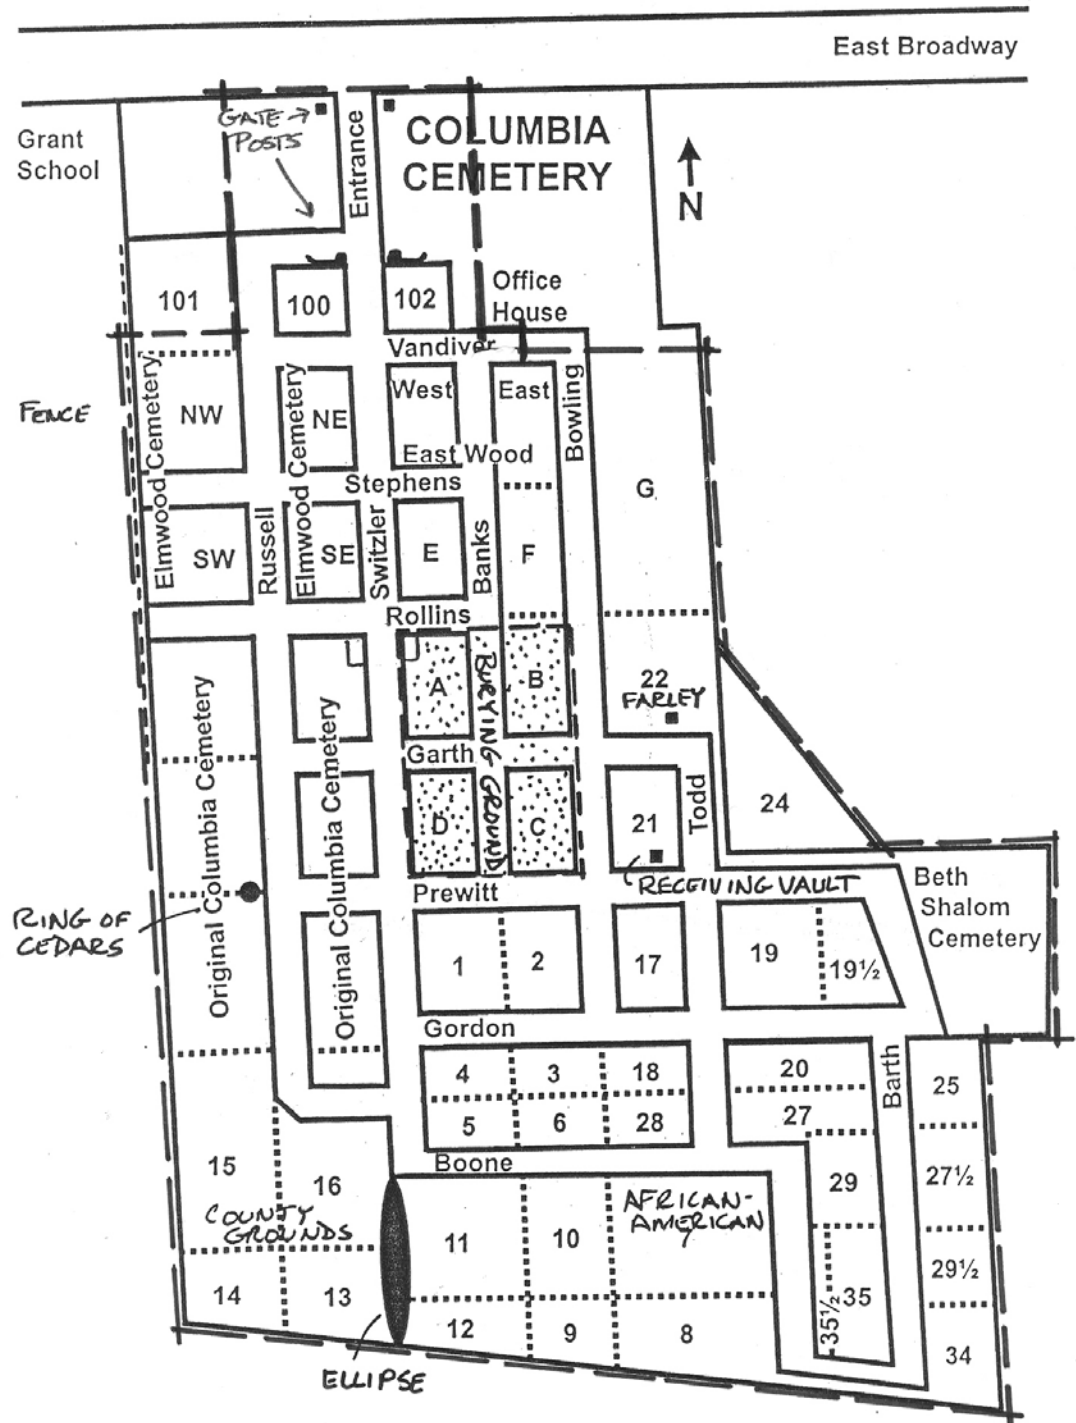 East Broadway
Grant
School
GATE →
POSTS
Entrance
COLUMBIA
CEMETERY
N
101
100
102
Office
House
Vandiver
FENCE
Elmwood Cemetery
NW
Elmwood Cemetery
NE
West
East
Bowling
East Wood
Stephens
G
SW
Russell
SE
Switzler
E
Banks
F
Rollins
Original Columbia Cemetery
Original Columbia Cemetery
A
BURYING GROUND
B
22
FARLEY
Garth
D
C
21
Todd
24
Prewitt
RECEIVING VAULT
Beth
Shalom
Cemetery
RING OF
CEDARS
1
2
17
19
19½
Gordon
4
3
18
20
Barth
25
5
6
28
27
Boone
15
16
COUNTY
GROUNDS
11
10
AFRICAN-
AMERICAN
7
29
27½
14
13
12
9
8
35½
35
29½
34
ELLIPSE